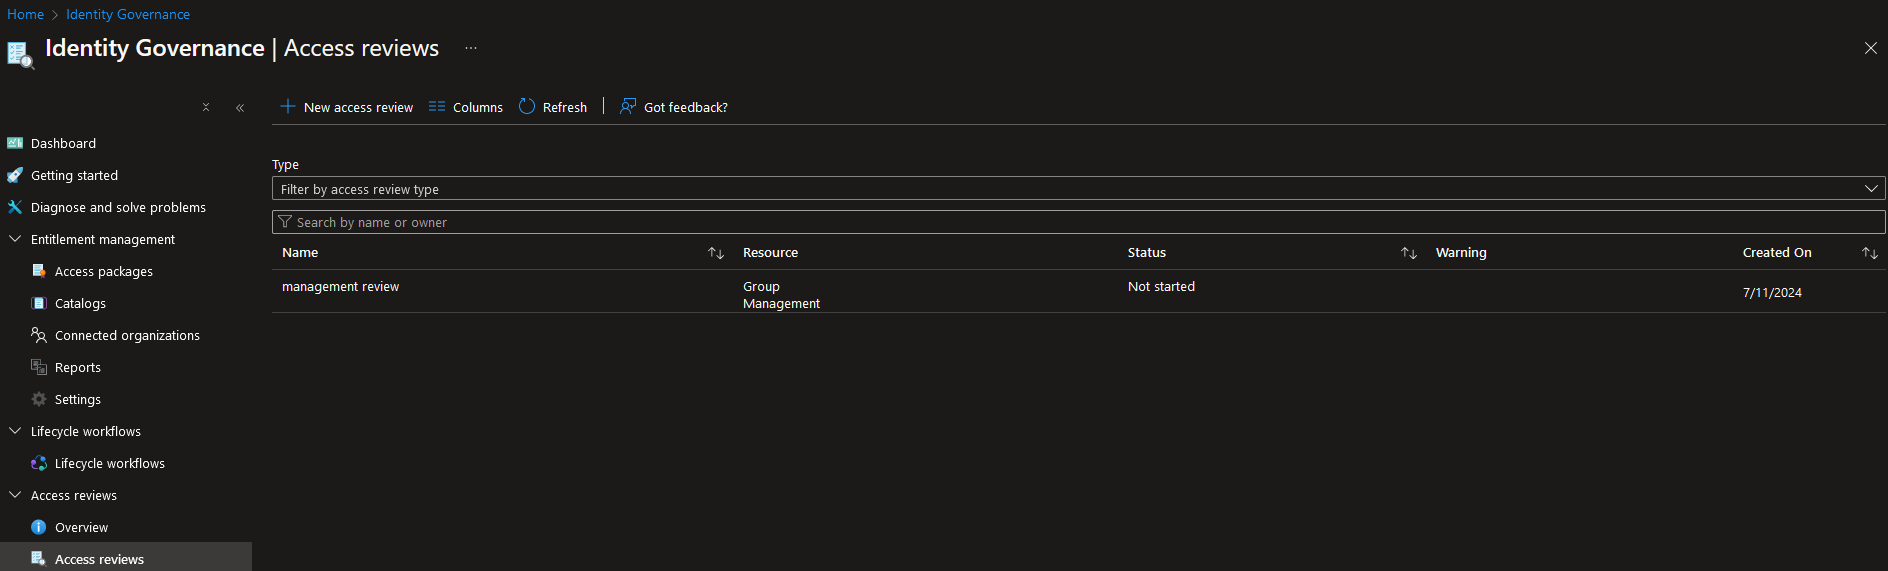 Home > Identity Governance
Identity Governance | Access reviews ...
New access review Columns Refresh Got feedback?
Dashboard
Getting started
Diagnose and solve problems
Entitlement management
Access packages
Catalogs
Connected organizations
Reports
Settings
Lifecycle workflows
Lifecycle workflows
Access reviews
Overview
Access reviews
Type
Filter by access review type
Search by name or owner
Name Resource Status Warning Created On
management review Group Not started 7/11/2024
Management